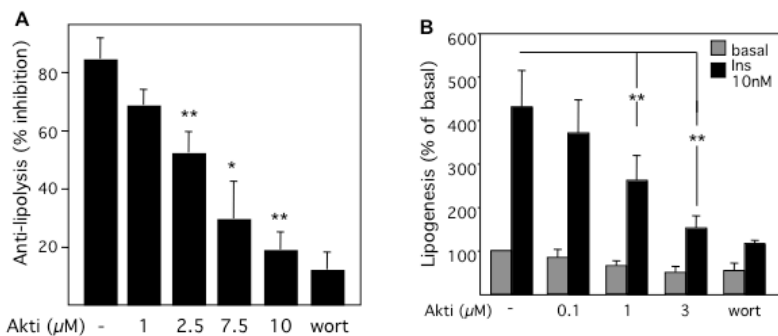 A
Anti-lipolysis (% inhibition)
80
60
40
20
**
*
**
Akti (μM) - 1 2.5 7.5 10 wort
B
Lipogenesis (% of basal)
600
500
400
300
200
100
basal
Ins
10nM
**
**
Akti (μM) - 0.1 1 3 wort